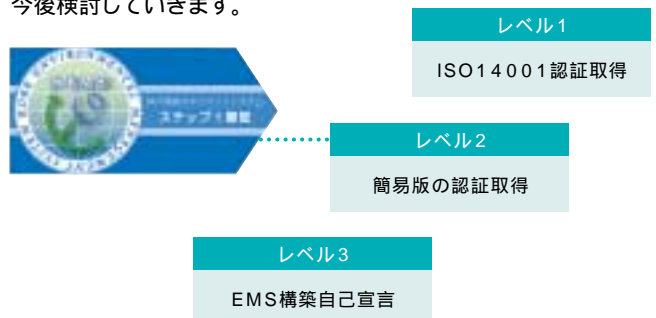 今後検討していきます。
レベル1
ISO14001認証取得
ステップ1認証
レベル2
簡易版の認証取得
レベル3
EMS構築自己宣言